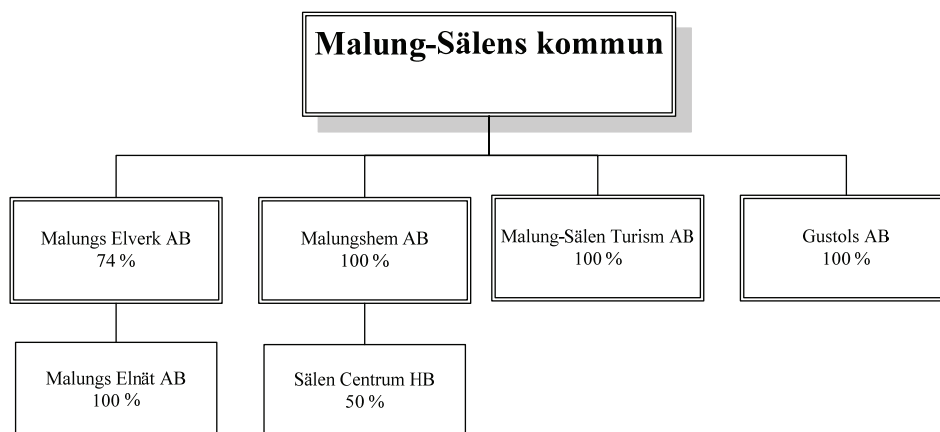 Malung-Sälens kommun
Malungs Elverk AB
74 %
Malungshem AB
100 %
Malung-Sälen Turism AB
100 %
Gustols AB
100 %
Malungs Elnät AB
100 %
Sälen Centrum HB
50 %